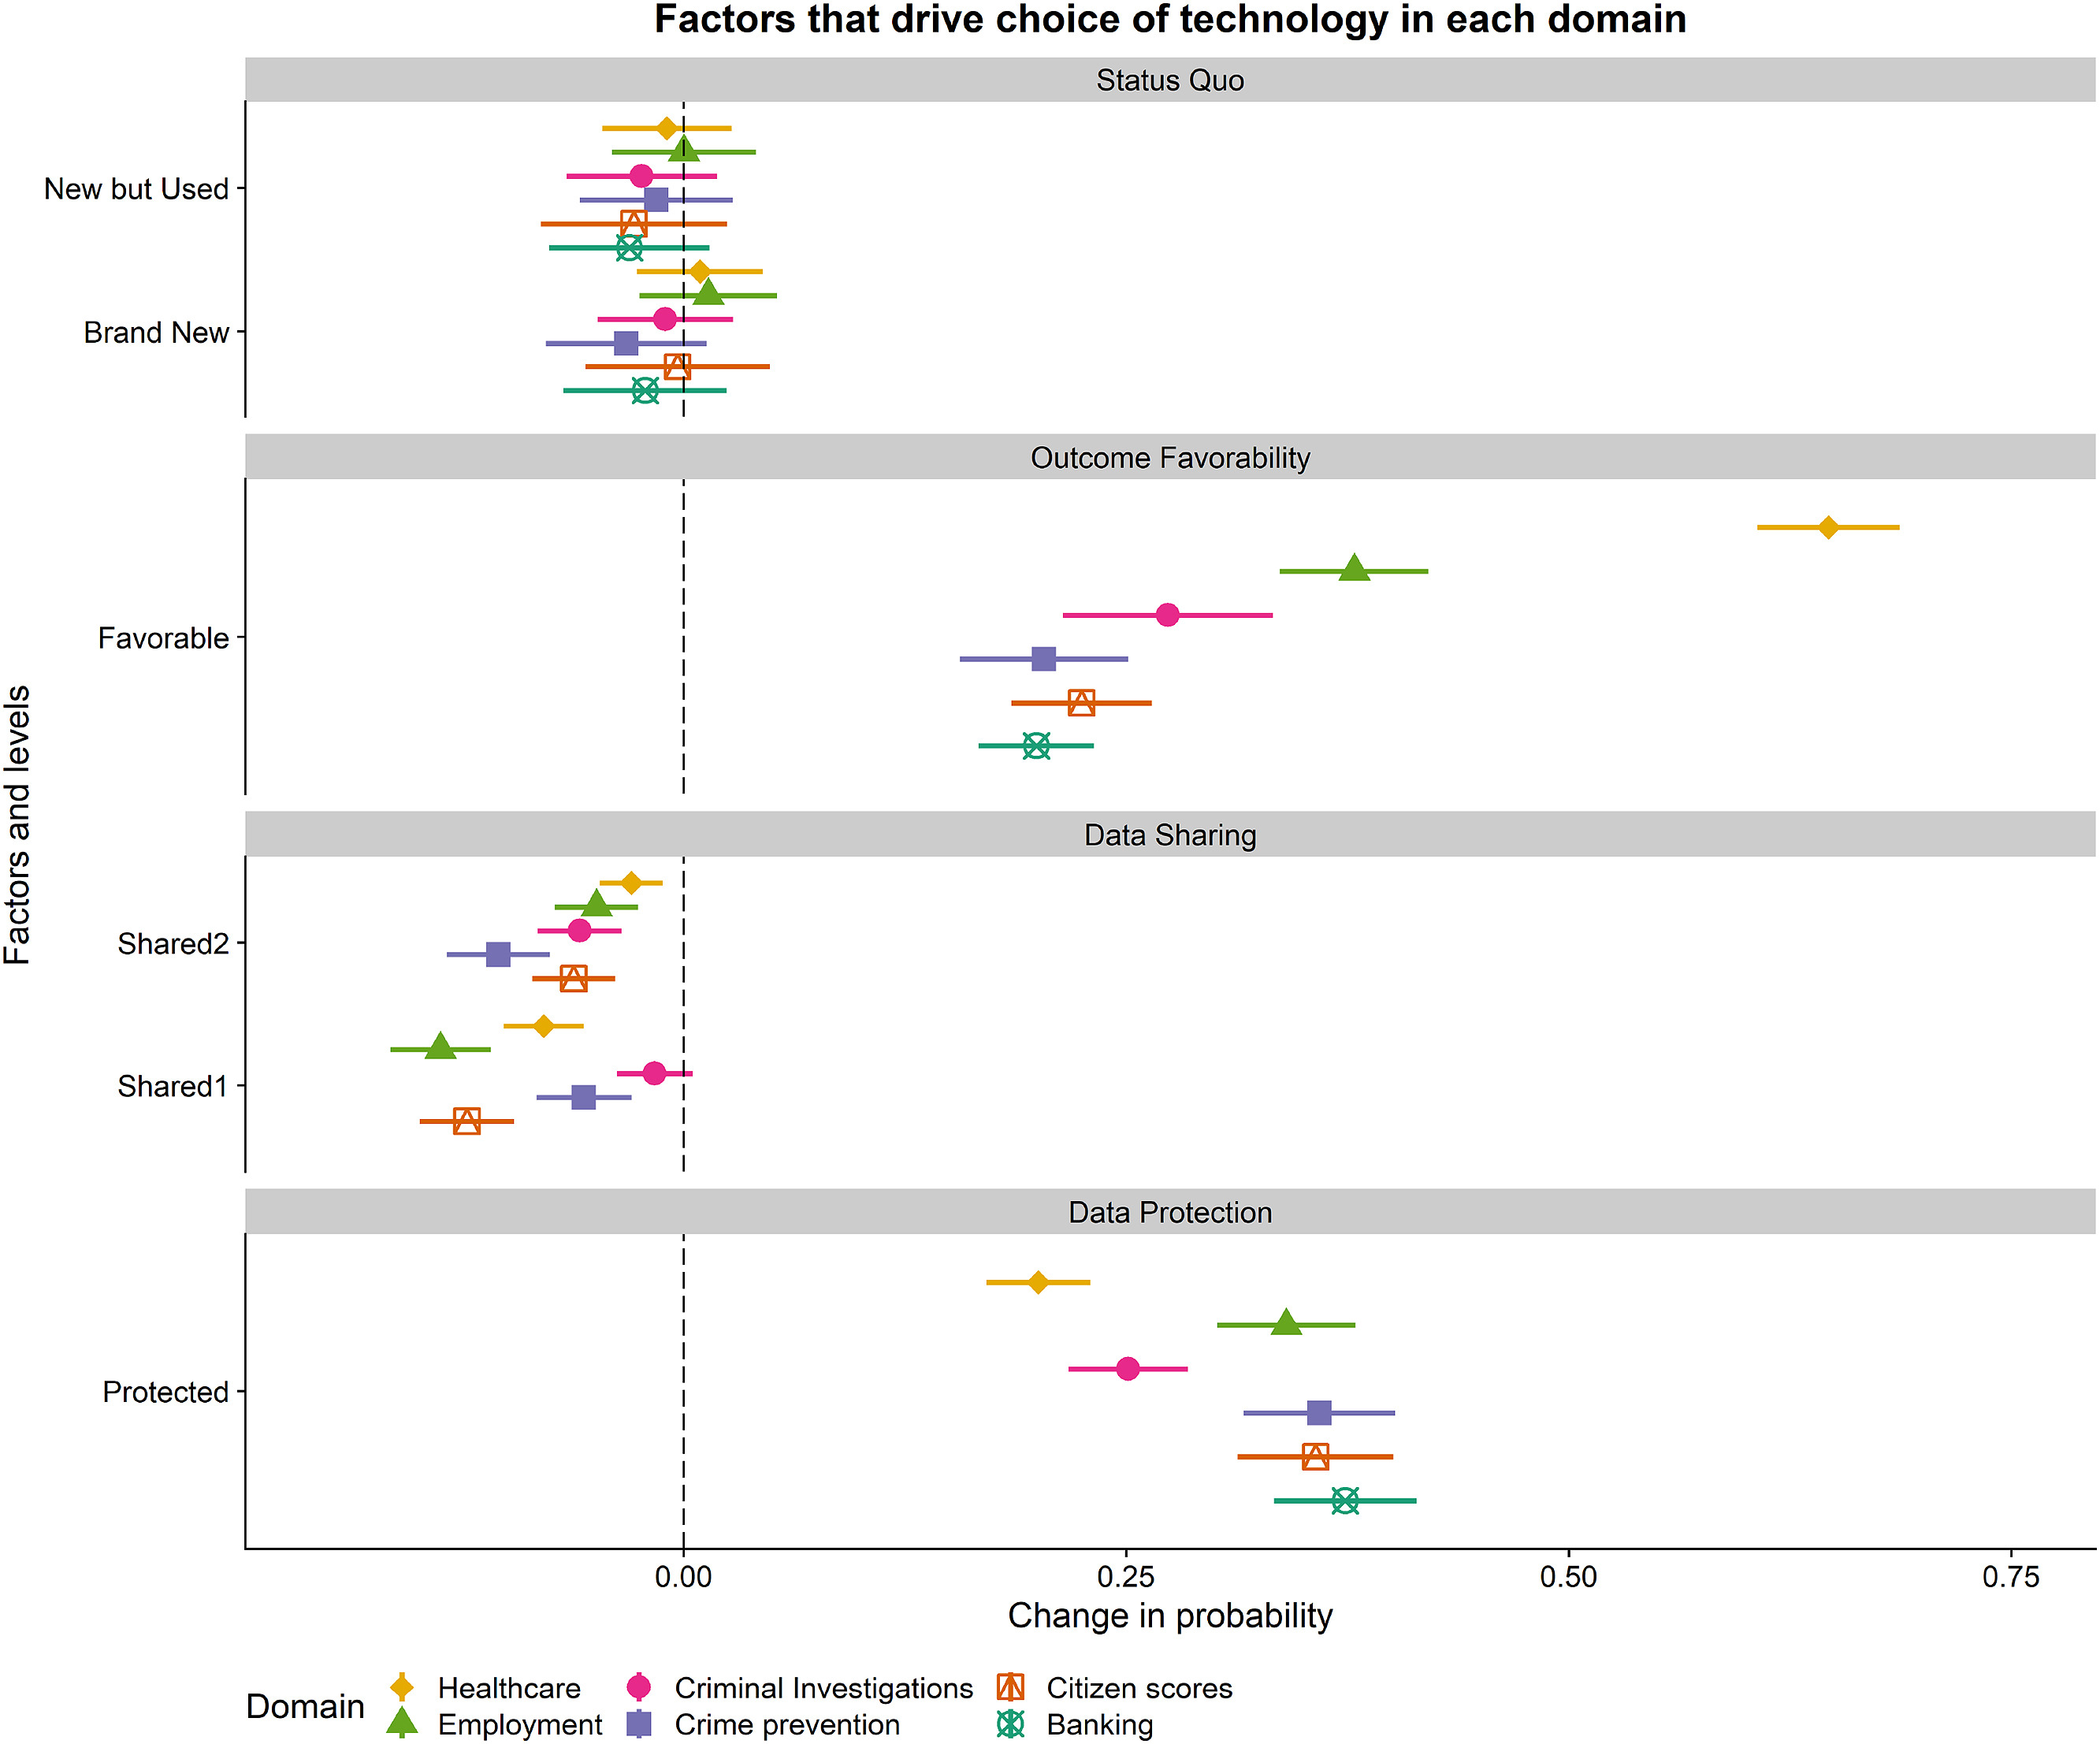 Factors that drive choice of technology in each domain
Status Quo
New but Used
Brand New
Outcome Favorability
Favorable
Data Sharing
Shared2
Shared1
Data Protection
Protected
Factors and levels
0.00 0.25 0.50 0.75
Change in probability
Domain
Healthcare Criminal Investigations Citizen scores
Employment Crime prevention Banking